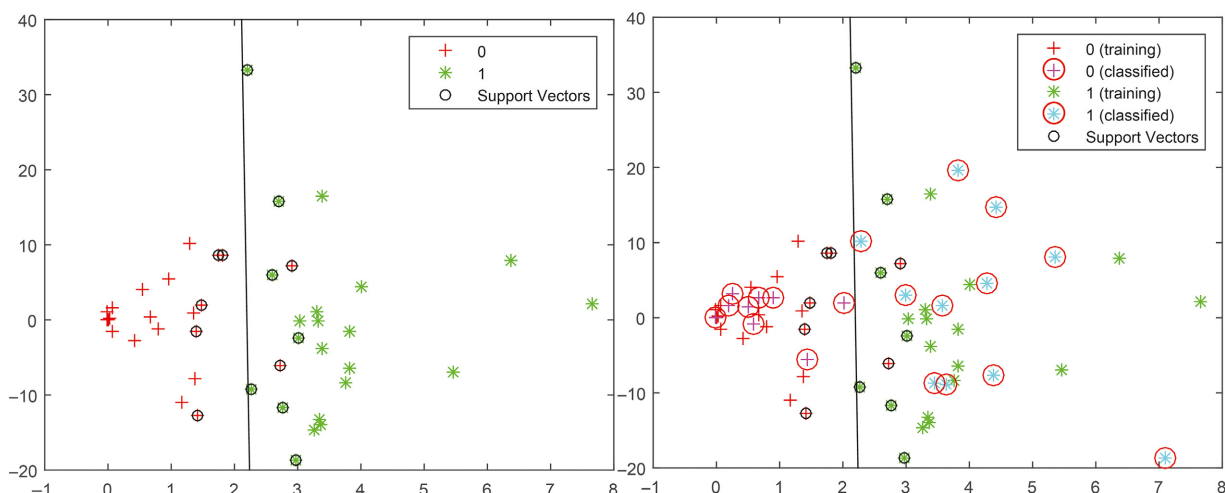 40
30
20
10
0
−10
−20
−1 0 1 2 3 4 5 6 7 8
0
1
Support Vectors
40
30
20
10
0
−10
−20
−1 0 1 2 3 4 5 6 7 8
0 (training)
0 (classified)
1 (training)
1 (classified)
Support Vectors